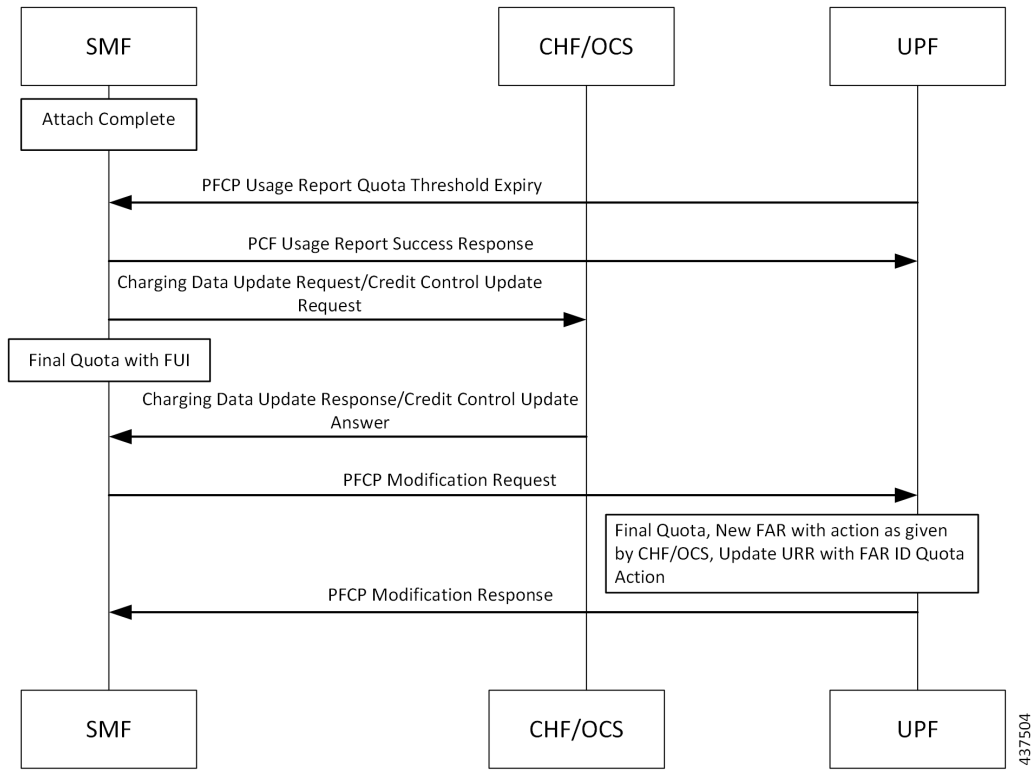 SMF
CHF/OCS
UPF
Attach Complete
PFCP Usage Report Quota Threshold Expiry
PCF Usage Report Success Response
Charging Data Update Request/Credit Control Update
Request
Final Quota with FUI
Charging Data Update Response/Credit Control Update
Answer
PFCP Modification Request
Final Quota, New FAR with action as given
by CHF/OCS, Update URR with FAR ID Quota
Action
PFCP Modification Response
SMF
CHF/OCS
UPF
437504